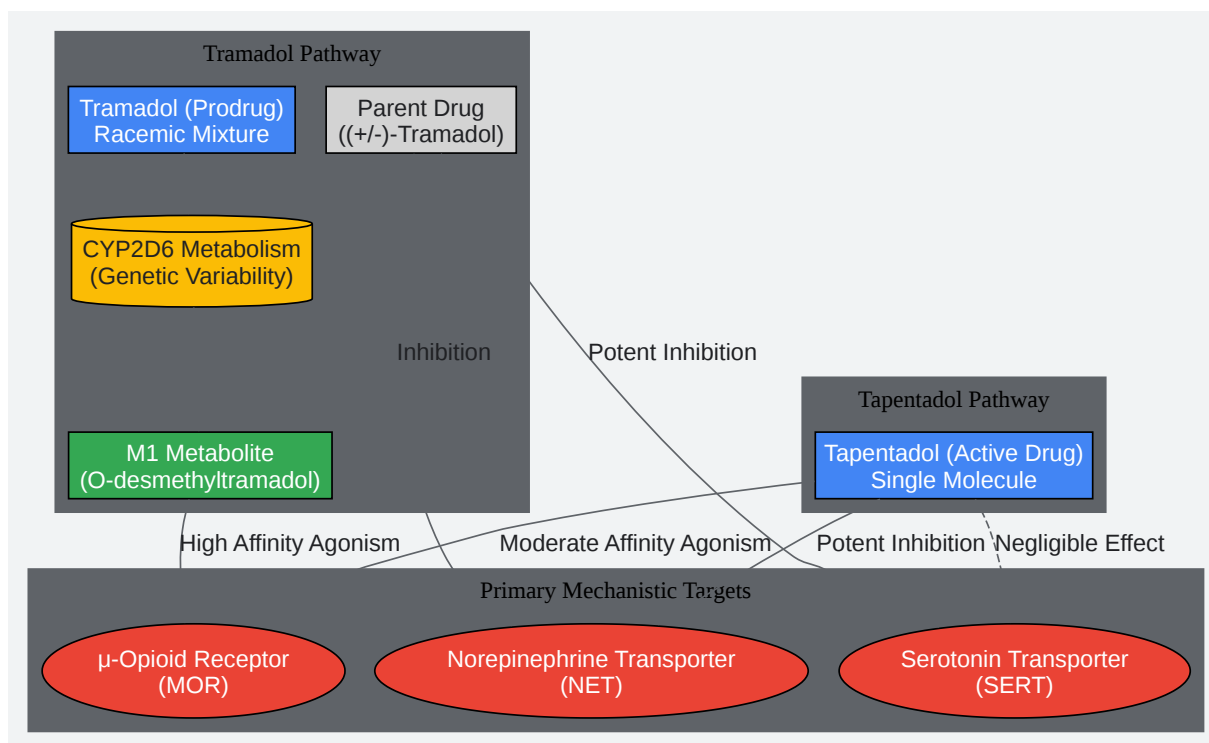 Tramadol Pathway
Tramadol (Prodrug)
Racemic Mixture
Parent Drug
((+/-)-Tramadol)
CYP2D6 Metabolism
(Genetic Variability)
Inhibition
Potent Inhibition
Tapentadol Pathway
M1 Metabolite
(O-desmethyltramadol)
Tapentadol (Active Drug)
Single Molecule
High Affinity Agonism
Moderate Affinity Agonism
Potent Inhibition
Negligible Effect
Primary Mechanistic Targets
μ-Opioid Receptor
(MOR)
Norepinephrine Transporter
(NET)
Serotonin Transporter
(SERT)